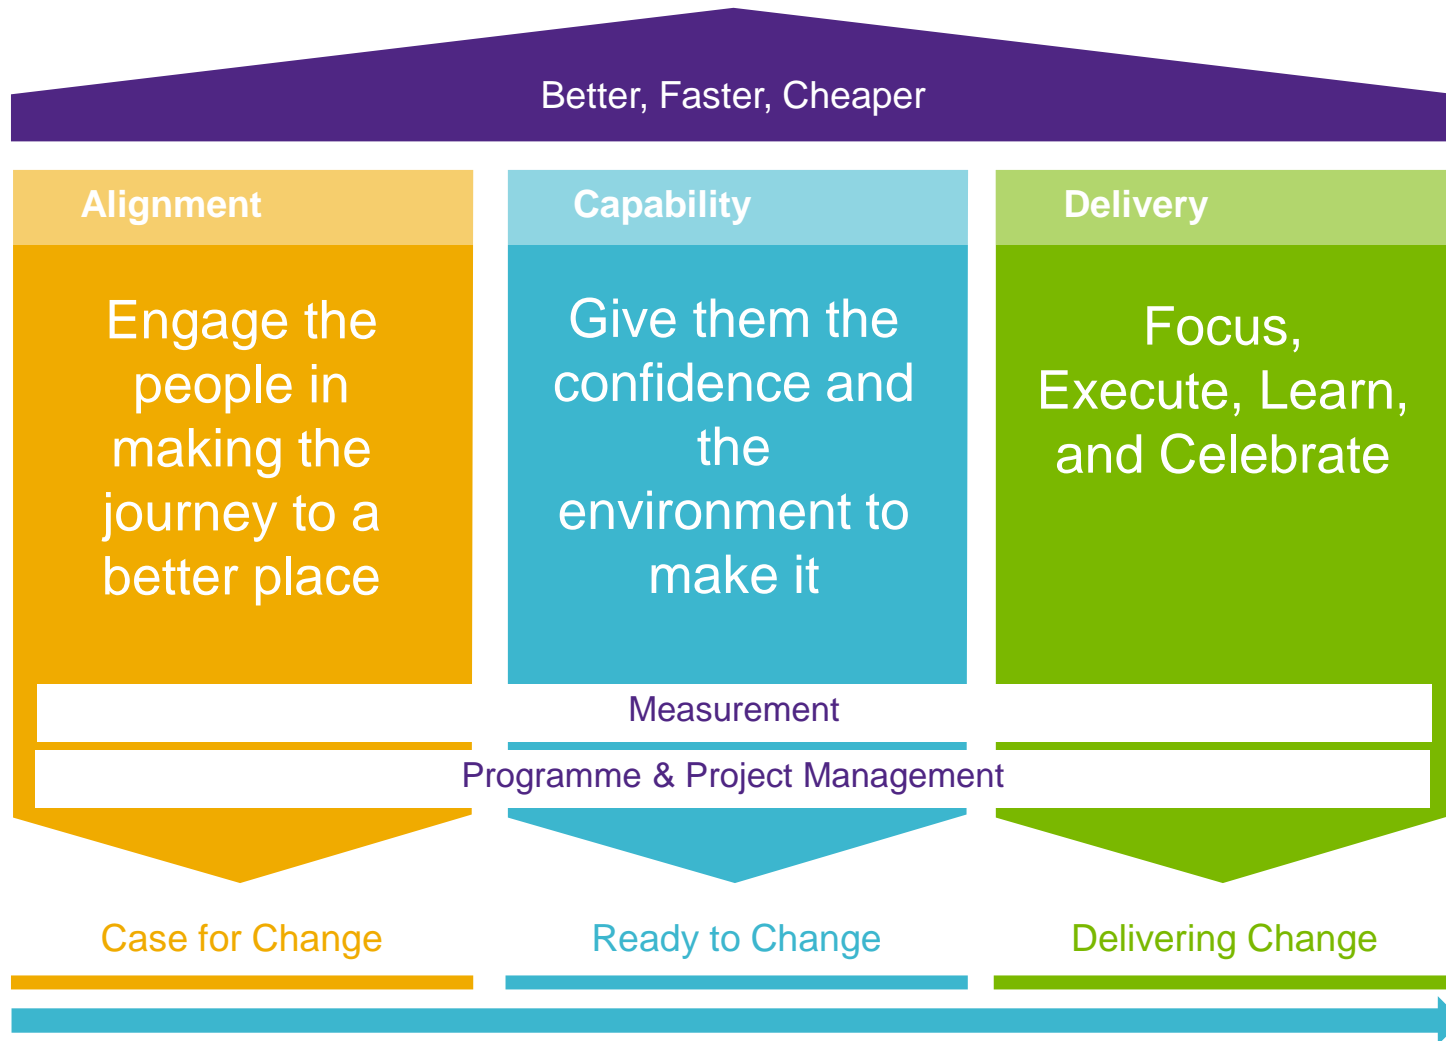 Better, Faster, Cheaper
Alignment
Engage the
people in
making the
journey to a
better place
Capability
Give them the
confidence and
the
environment to
make it
Delivery
Focus,
Execute, Learn,
and Celebrate
Measurement
Programme & Project Management
Case for Change
Ready to Change
Delivering Change